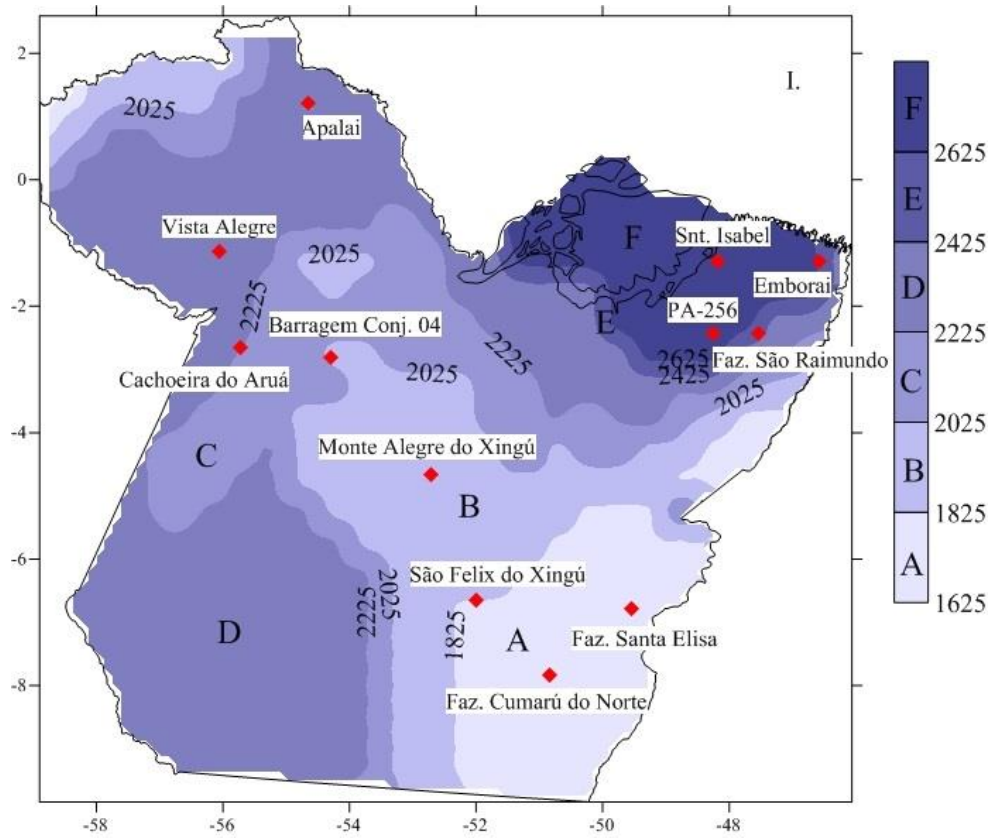 I.
2
0
-2
-4
-6
-8
-58
-56
-54
-52
-50
-48
2025
Apalai
Vista Alegre
F
Snt. Isabel
2025
Emborai
2225
E
PA-256
Barragem Conj. 04
2225
2625
Faz. São Raimundo
Cachoeira do Aruá
2025
2425
2025
Monte Alegre do Xingú
C
B
São Felix do Xingú
2025
2225
1825
D
A
Faz. Santa Elisa
Faz. Cumarú do Norte
F
2625
E
2425
D
2225
C
2025
B
1825
A
1625